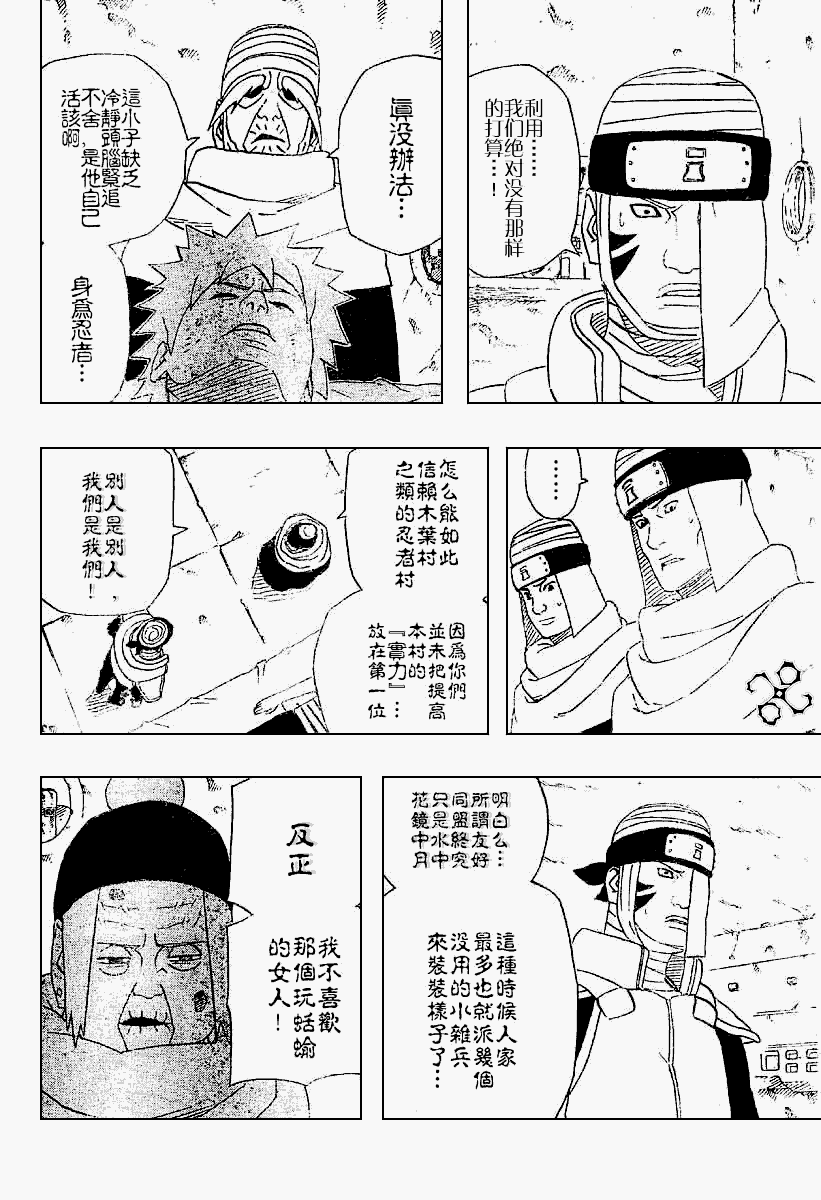 利用……
我们绝对没有那样
的打算…！
真没辦法…
這小子缺乏
冷靜頭腦緊追
不舍，是他自己
活該啊
身爲忍者…
……
怎么能如此
信賴木葉村
之類的忍者村
因爲你們
並未把提高
本村的
『實力』…
放在第一位
別人是別人，
我們是我們！
明白么…
所謂友好
同盟終究
只是水中
花鏡中月
這種時候人家
最多也就派幾個
没用的小雜兵
來裝裝樣子了…
反正
我不喜歡
那個玩蛞蝓
的女人！